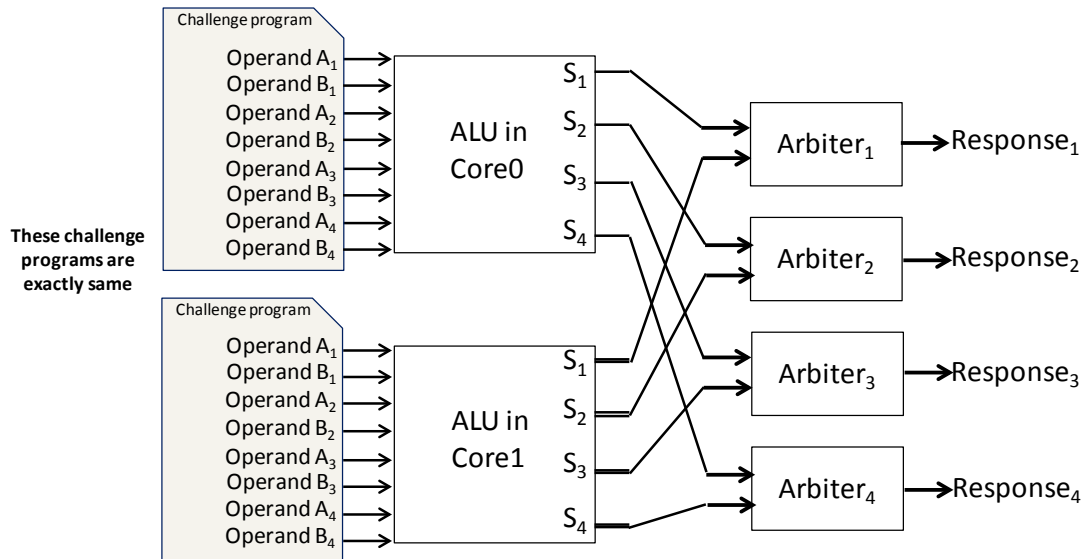 Challenge program
Operand A₁
Operand B₁
Operand A₂
Operand B₂
Operand A₃
Operand B₃
Operand A₄
Operand B₄
ALU in
Core0
S₁
S₂
S₃
S₄
These challenge
programs are
exactly same
Challenge program
Operand A₁
Operand B₁
Operand A₂
Operand B₂
Operand A₃
Operand B₃
Operand A₄
Operand B₄
ALU in
Core1
S₁
S₂
S₃
S₄
Arbiter₁
Response₁
Arbiter₂
Response₂
Arbiter₃
Response₃
Arbiter₄
Response₄